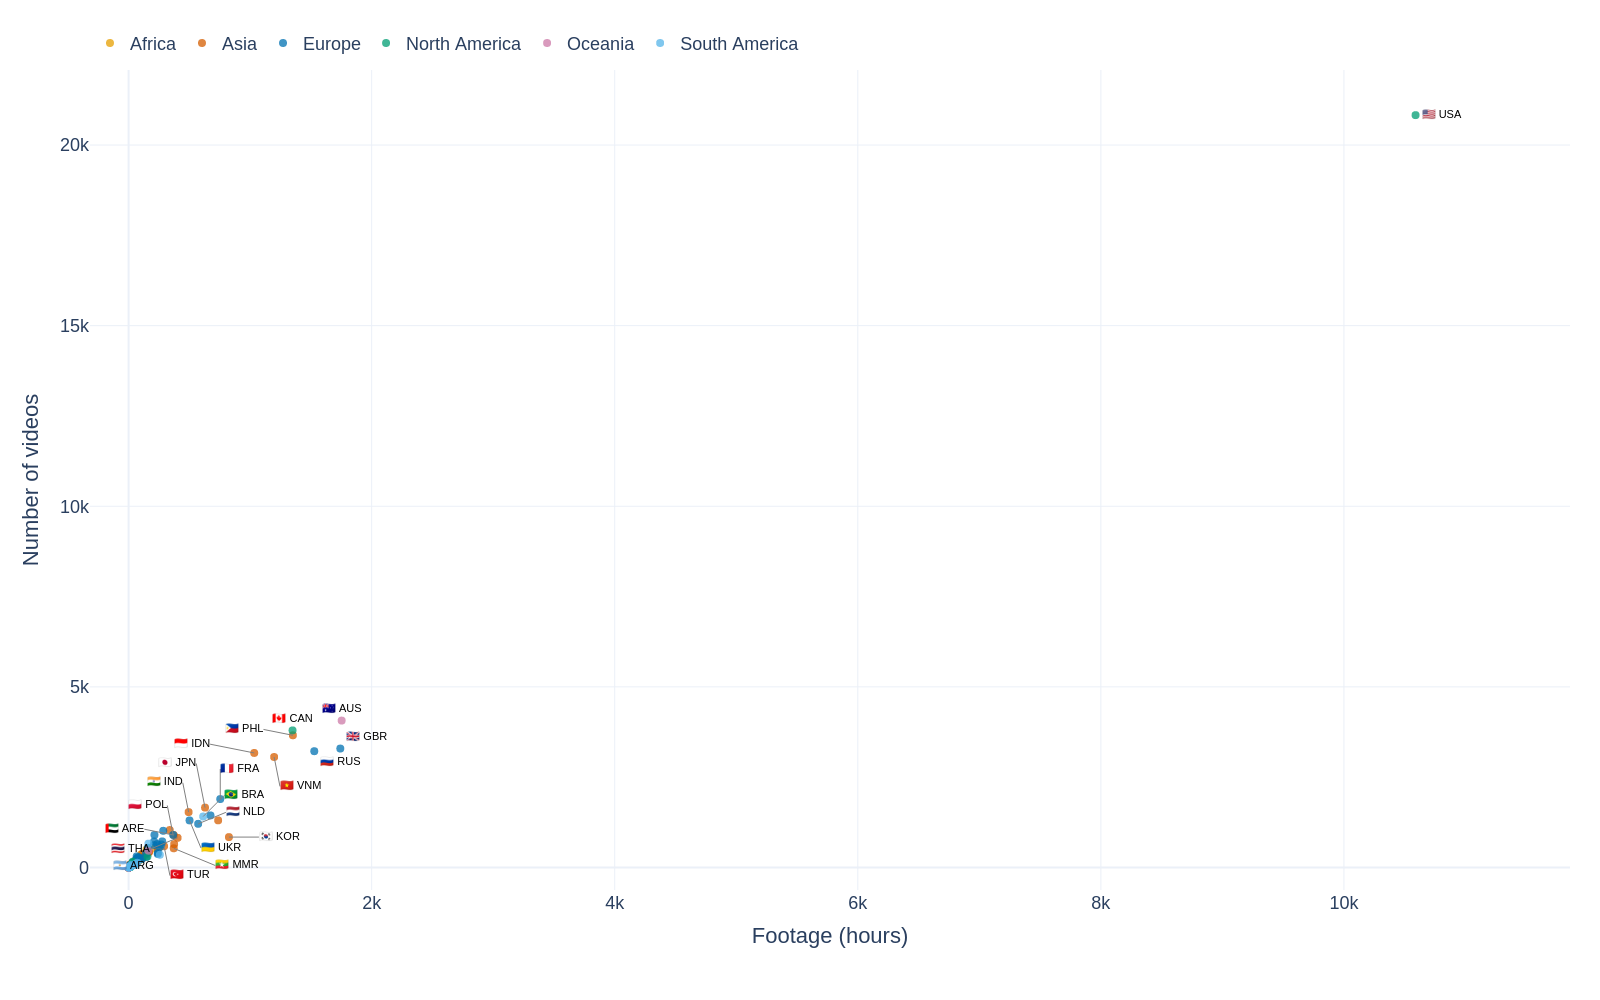 Africa Asia Europe North America Oceania South America
USA
20k
15k
10k
5k
0
Number of videos
AUS
CAN
PHL
GBR
IDN
RUS
JPN
FRA
IND
VNM
BRA
POL
NLD
ARE
KOR
THA
UKR
ARG
MMR
TUR
0 2k 4k 6k 8k 10k
Footage (hours)